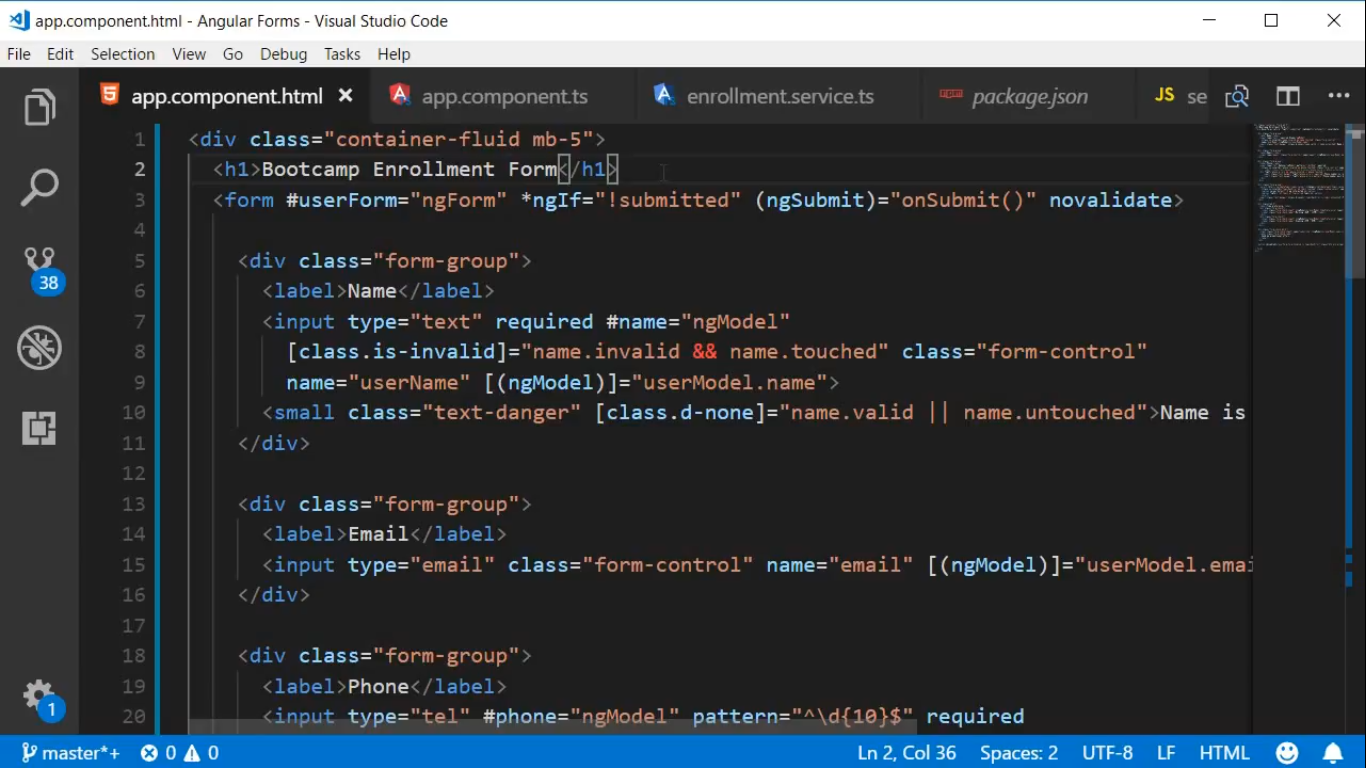 app.component.html - Angular Forms - Visual Studio Code
File Edit Selection View Go Debug Tasks Help
app.component.html app.component.ts enrollment.service.ts package.json JS se
1 <div class="container-fluid mb-5">
2 <h1>Bootcamp Enrollment Form</h1>
3 <form #userForm="ngForm" *ngIf="!submitted" (ngSubmit)="onSubmit()" novalidate>
4
5 <div class="form-group">
6 <label>Name</label>
7 <input type="text" required #name="ngModel"
8 [class.is-invalid]="name.invalid && name.touched" class="form-control"
9 name="userName" [(ngModel)]="userModel.name">
10 <small class="text-danger" [class.d-none]="name.valid || name.untouched">Name is
11 </div>
12
13 <div class="form-group">
14 <label>Email</label>
15 <input type="email" class="form-control" name="email" [(ngModel)]="userModel.emai
16 </div>
17
18 <div class="form-group">
19 <label>Phone</label>
20 <input type="tel" #phone="ngModel" pattern="^\d{10}$" required
38
1
master*+ 0 0 Ln 2, Col 36 Spaces: 2 UTF-8 LF HTML